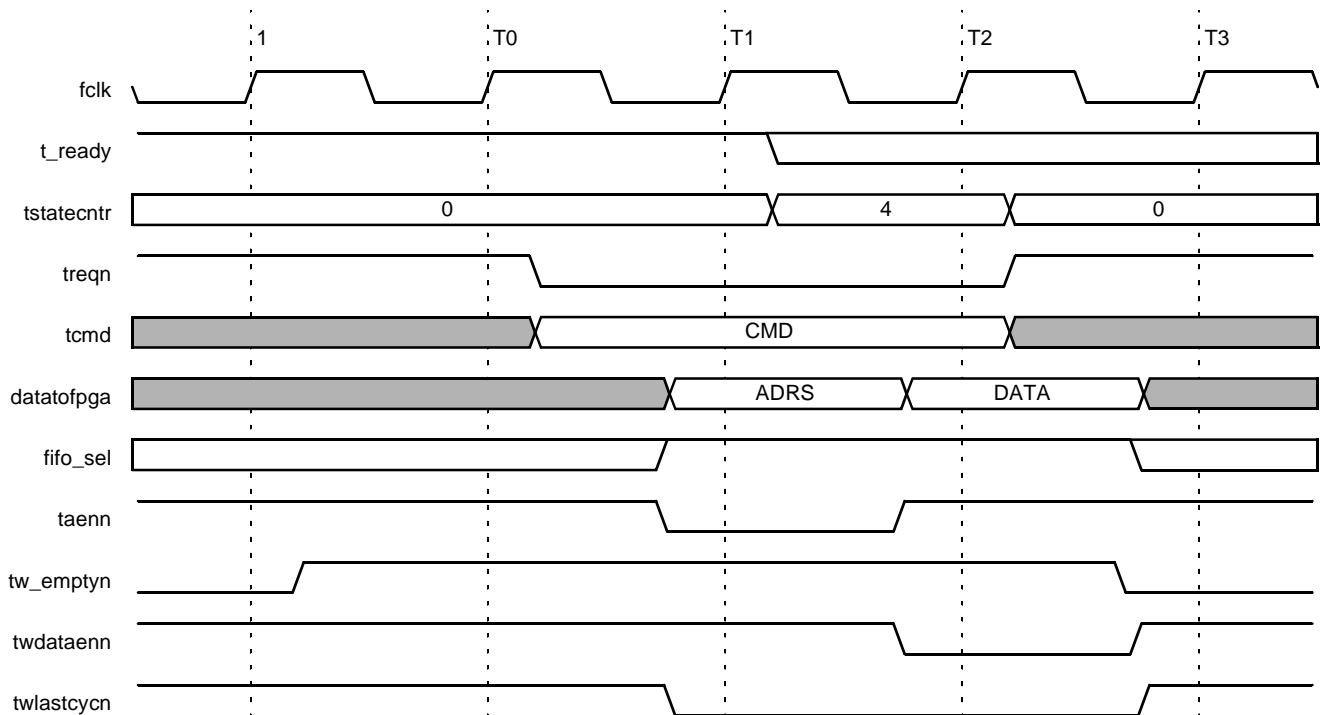 1 T0 T1 T2 T3
fclk
t_ready
tstatecntr 0 4 0
treqn
tcmd CMD
datatofpga ADRS DATA
fifo_sel
taenn
tw_emptyn
twdataenn
twlastcycn